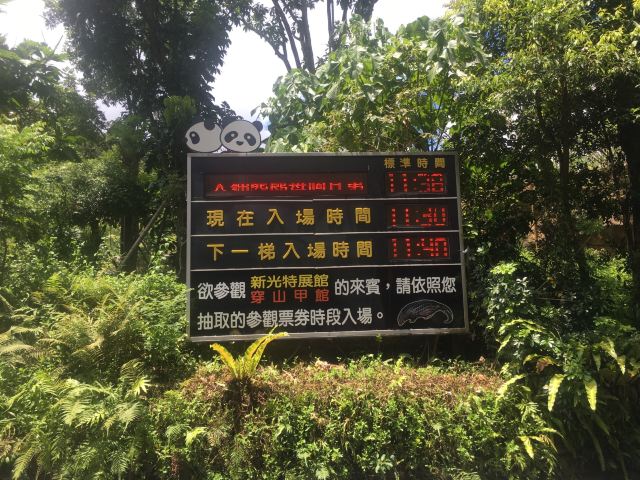 標準時間
11:38
現在入場時間 11:30
下一梯入場時間 11:40
欲參觀 新光特展館 穿山甲館 的來賓，請依照您
抽取的參觀票券時段入場。